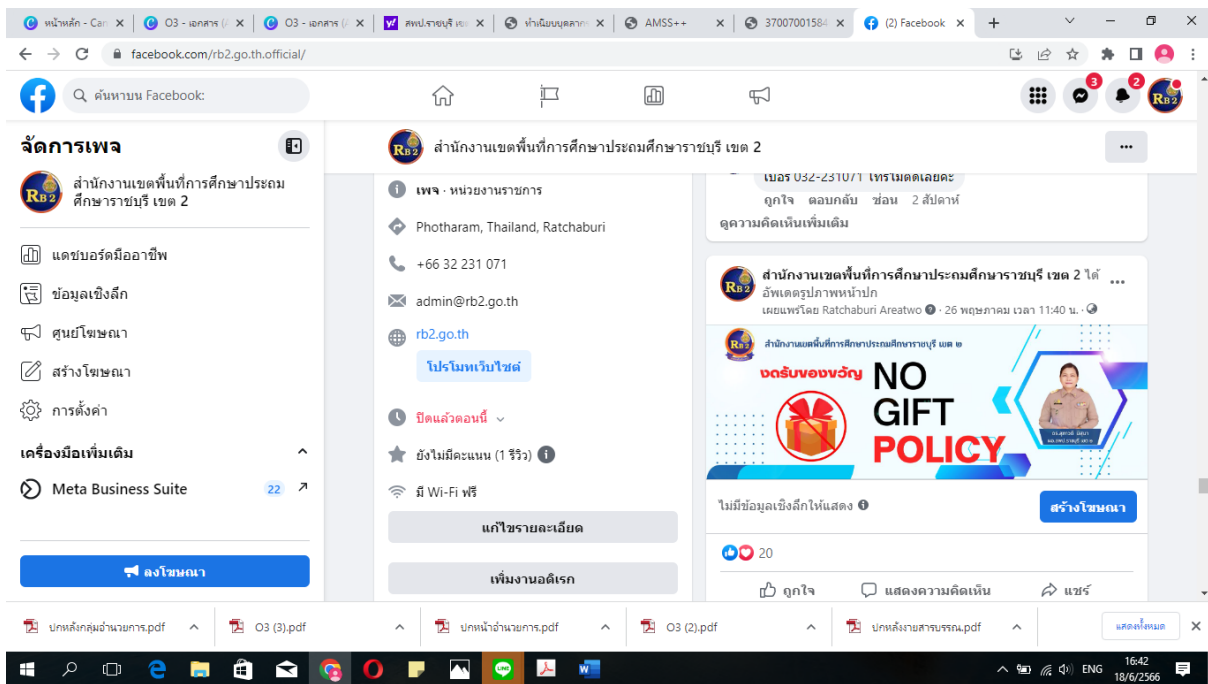 หน้าหลัก - Can
O3 - เอกสาร (
O3 - เอกสาร (
สพป.ราชบุรี เขต
ทำเนียบบุคลากร
AMSS++
37007001584
(2) Facebook
facebook.com/rb2.go.th.official/
ค้นหาบน Facebook:
3
2
RB2
จัดการเพจ
RB2
สำนักงานเขตพื้นที่การศึกษาประถม
ศึกษาราชบุรี เขต 2
แดชบอร์ดมืออาชีพ
ข้อมูลเชิงลึก
ศูนย์โฆษณา
สร้างโฆษณา
การตั้งค่า
เครื่องมือเพิ่มเติม
Meta Business Suite
22
ลงโฆษณา
RB2
สำนักงานเขตพื้นที่การศึกษาประถมศึกษาราชบุรี เขต 2
เพจ · หน่วยงานราชการ
Photharam, Thailand, Ratchaburi
+66 32 231 071
admin@rb2.go.th
rb2.go.th
โปรโมทเว็บไซต์
ปิดแล้วตอนนี้
ยังไม่มีคะแนน (1 รีวิว)
มี Wi-Fi ฟรี
แก้ไขรายละเอียด
เพิ่มงานอดิเรก
เบอร์ 032-231071 โทรไม่ติดเลยคะ
ถูกใจ ตอบกลับ ซ่อน 2 สัปดาห์
ดูความคิดเห็นเพิ่มเติม
RB2
สำนักงานเขตพื้นที่การศึกษาประถมศึกษาราชบุรี เขต 2 ได้
อัพเดตรูปภาพหน้าปก
เผยแพร่โดย Ratchaburi Areatwo · 26 พฤษภาคม เวลา 11:40 น. ·
RB2
สำนักงานเขตพื้นที่การศึกษาประถมศึกษาราชบุรี เขต ๒
งดรับของขวัญ
NO
GIFT
POLICY
ไม่มีข้อมูลเชิงลึกให้แสดง
สร้างโฆษณา
20
ถูกใจ
แสดงความคิดเห็น
แชร์
ปกหลังกลุ่มอำนวยการ.pdf
O3 (3).pdf
ปกหน้าอำนวยการ.pdf
O3 (2).pdf
ปกหลังงายสารบรรณ.pdf
แสดงทั้งหมด
LINE
ENG
16:42
18/6/2566